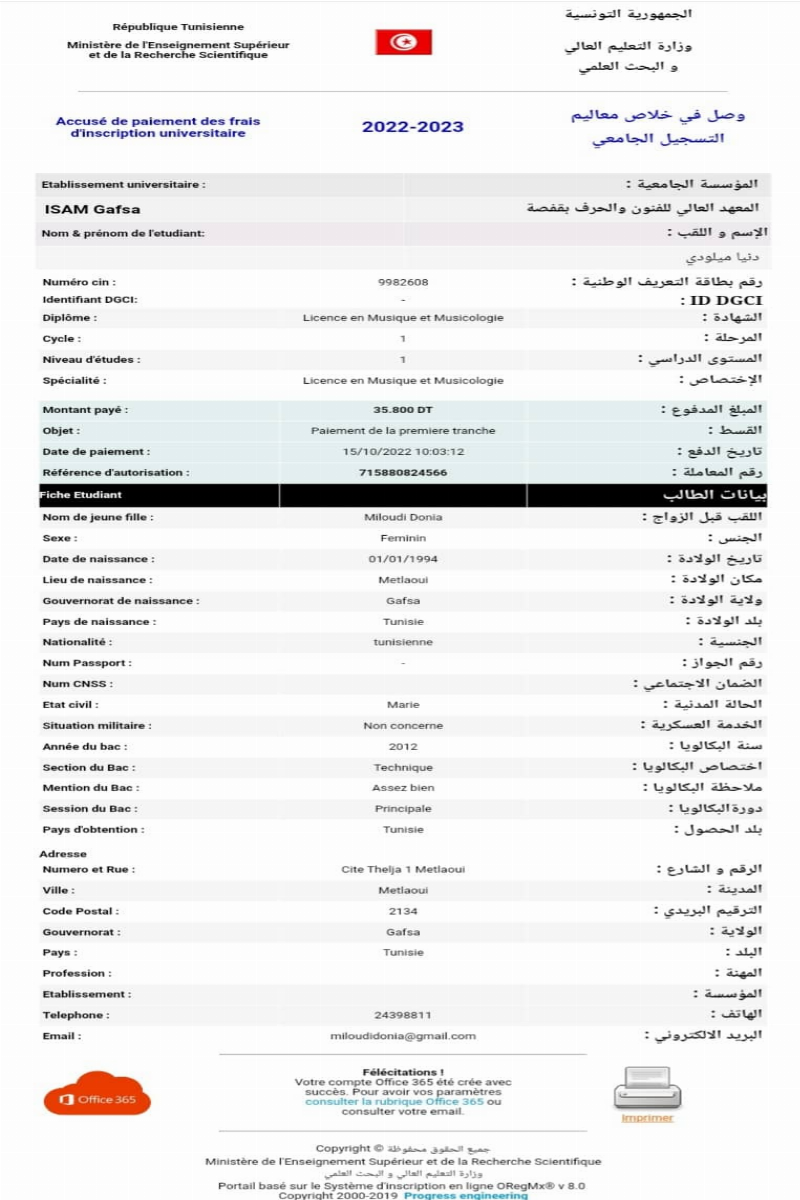 République Tunisienne
الجمهورية التونسية
Ministère de l'Enseignement Supérieur
et de la Recherche Scientifique
وزارة التعليم العالي
و البحث العلمي
Accusé de paiement des frais
d'inscription universitaire
2022-2023
وصل في خلاص معاليم
التسجيل الجامعي
Etablissement universitaire : المؤسسة الجامعية :
ISAM Gafsa المعهد العالي للفنون والحرف بقفصة
Nom & prénom de l'etudiant: الإسم و اللقب :
دنيا ميلودي
Numéro cin : 9982608 رقم بطاقة التعريف الوطنية :
Identifiant DGCI: - ID DGCI :
Diplôme : Licence en Musique et Musicologie الشهادة :
Cycle : 1 المرحلة :
Niveau d'études : 1 المستوى الدراسي :
Spécialité : Licence en Musique et Musicologie الإختصاص :
Montant payé : 35.800 DT المبلغ المدفوع :
Objet : Paiement de la premiere tranche القسط :
Date de paiement : 15/10/2022 10:03:12 تاريخ الدفع :
Référence d'autorisation : 715880824566 رقم المعاملة :
Fiche Etudiant بيانات الطالب
Nom de jeune fille : Miloudi Donia اللقب قبل الزواج :
Sexe : Feminin الجنس :
Date de naissance : 01/01/1994 تاريخ الولادة :
Lieu de naissance : Metlaoui مكان الولادة :
Gouvernorat de naissance : Gafsa ولاية الولادة :
Pays de naissance : Tunisie بلد الولادة :
Nationalité : tunisienne الجنسية :
Num Passport : - رقم الجواز :
Num CNSS : الضمان الاجتماعي :
Etat civil : Marie الحالة المدنية :
Situation militaire : Non concerne الخدمة العسكرية :
Année du bac : 2012 سنة البكالويا :
Section du Bac : Technique اختصاص البكالويا :
Mention du Bac : Assez bien ملاحظة البكالويا :
Session du Bac : Principale دورة البكالويا :
Pays d'obtention : Tunisie بلد الحصول :
Adresse
Numero et Rue : Cite Thelja 1 Metlaoui الرقم و الشارع :
Ville : Metlaoui المدينة :
Code Postal : 2134 الترقيم البريدي :
Gouvernorat : Gafsa الولاية :
Pays : Tunisie البلد :
Profession : المهنة :
Etablissement : المؤسسة :
Telephone : 24398811 الهاتف :
Email : miloudidonia@gmail.com البريد الالكتروني :
Office 365
Félécitations !
Votre compte Office 365 été crée avec
succès. Pour avoir vos paramètres
consulter la rubrique Office 365 ou
consulter votre email.
Imprimer
Copyright © جميع الحقوق محفوظة
Ministère de l'Enseignement Supérieur et de la Recherche Scientifique
وزارة التعليم العالي و البحث العلمي
Portail basé sur le Système d'inscription en ligne ORegMx® v 8.0
Copyright 2000-2019 Progress engineering